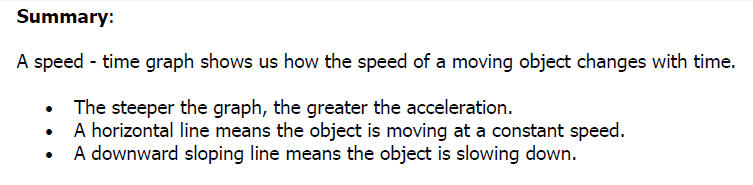 Summary:
A speed - time graph shows us how the speed of a moving object changes with time.
• The steeper the graph, the greater the acceleration.
• A horizontal line means the object is moving at a constant speed.
• A downward sloping line means the object is slowing down.